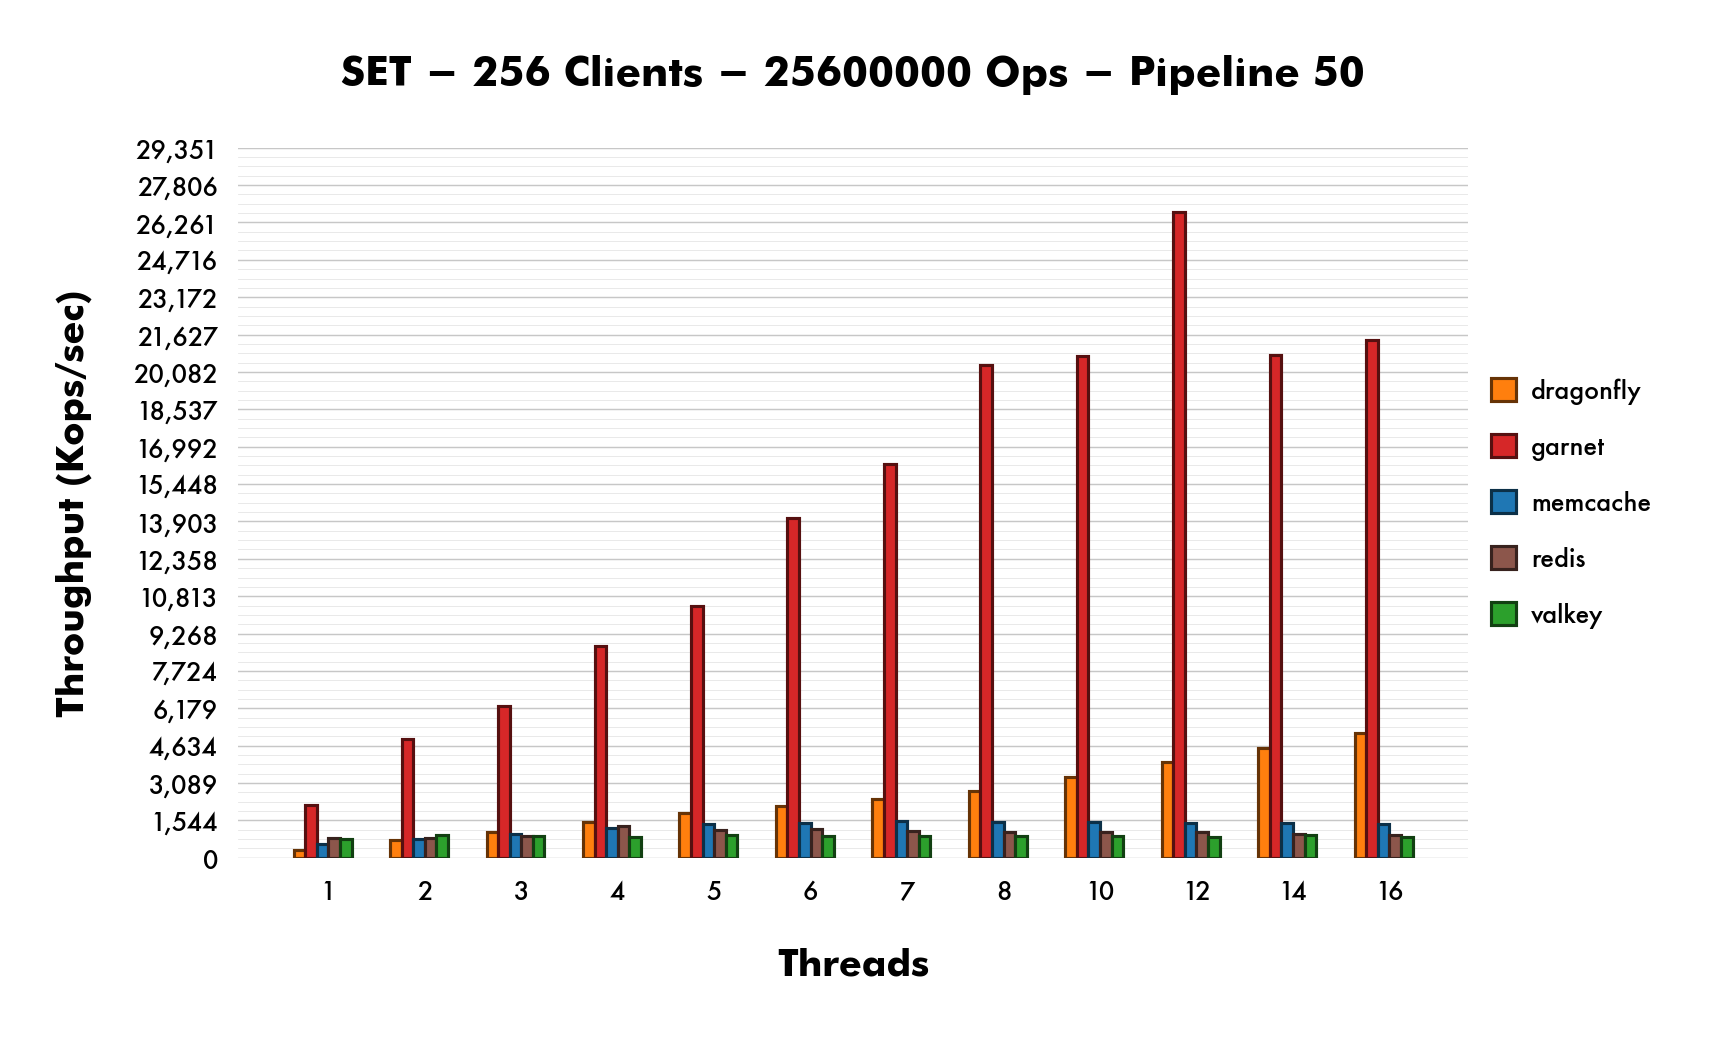 SET – 256 Clients – 25600000 Ops – Pipeline 50
Throughput (Kops/sec)
29,351
27,806
26,261
24,716
23,172
21,627
20,082
18,537
16,992
15,448
13,903
12,358
10,813
9,268
7,724
6,179
4,634
3,089
1,544
0
1 2 3 4 5 6 7 8 10 12 14 16
Threads
dragonfly
garnet
memcache
redis
valkey